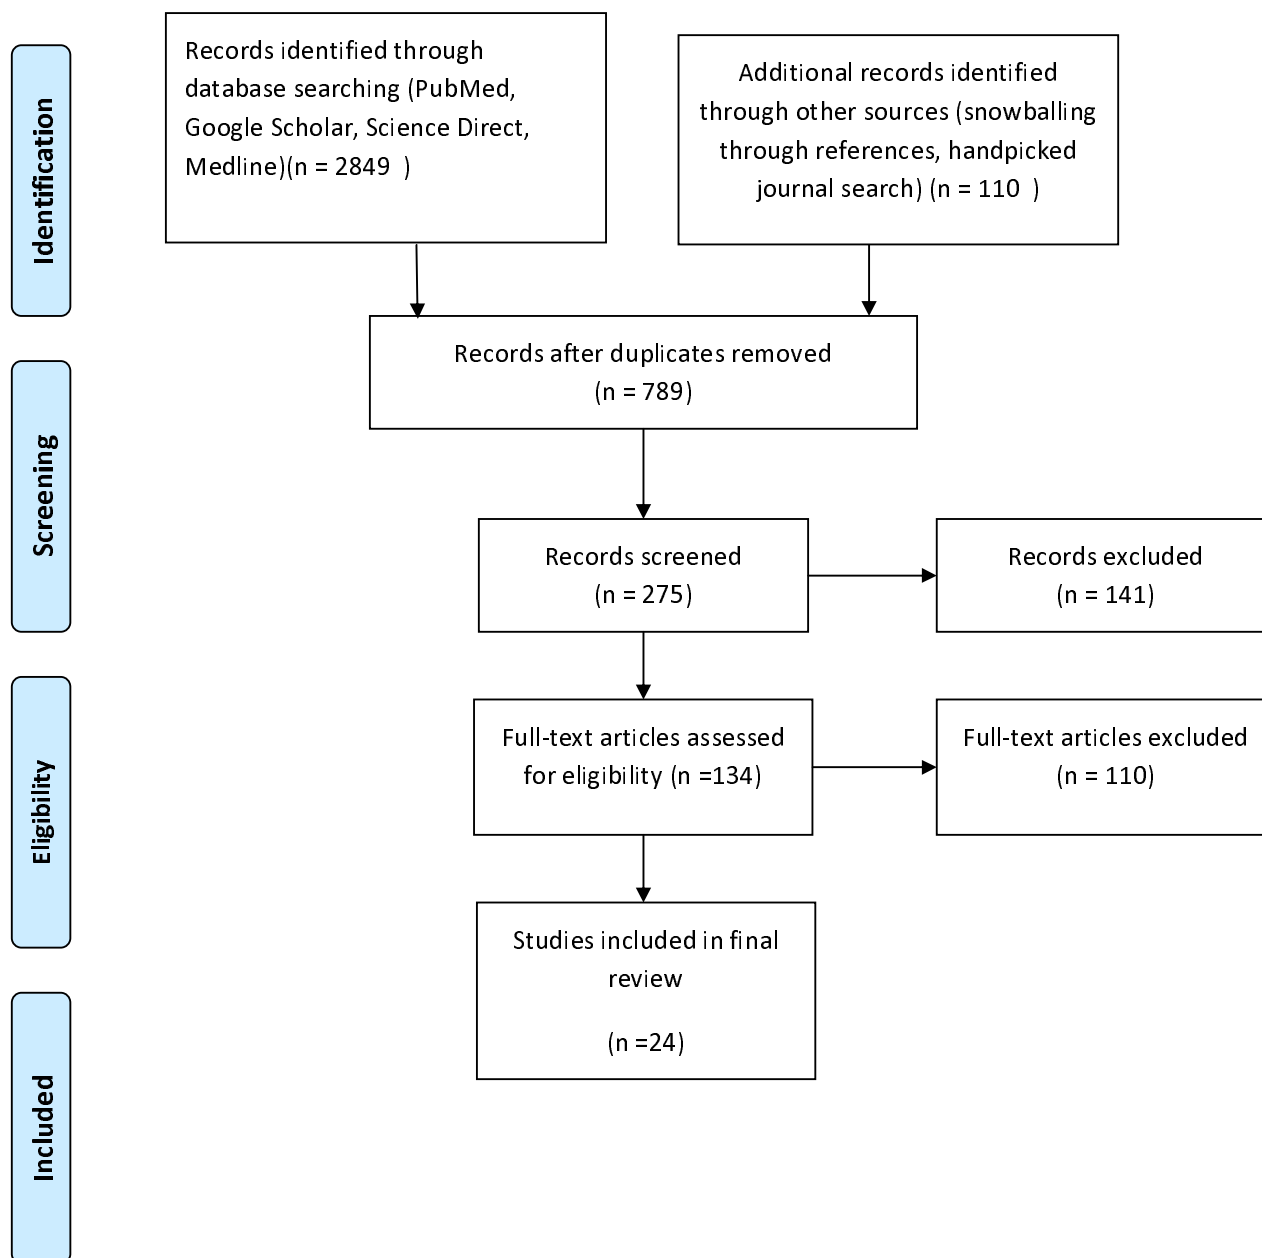 Identification
Records identified through
database searching (PubMed,
Google Scholar, Science Direct,
Medline)(n = 2849  )
Additional records identified
through other sources (snowballing
through references, handpicked
journal search) (n = 110  )
Records after duplicates removed
(n = 789)
Screening
Records screened
(n = 275)
Records excluded
(n = 141)
Eligibility
Full-text articles assessed
for eligibility (n =134)
Full-text articles excluded
(n = 110)
Studies included in final
review
(n =24)
Included